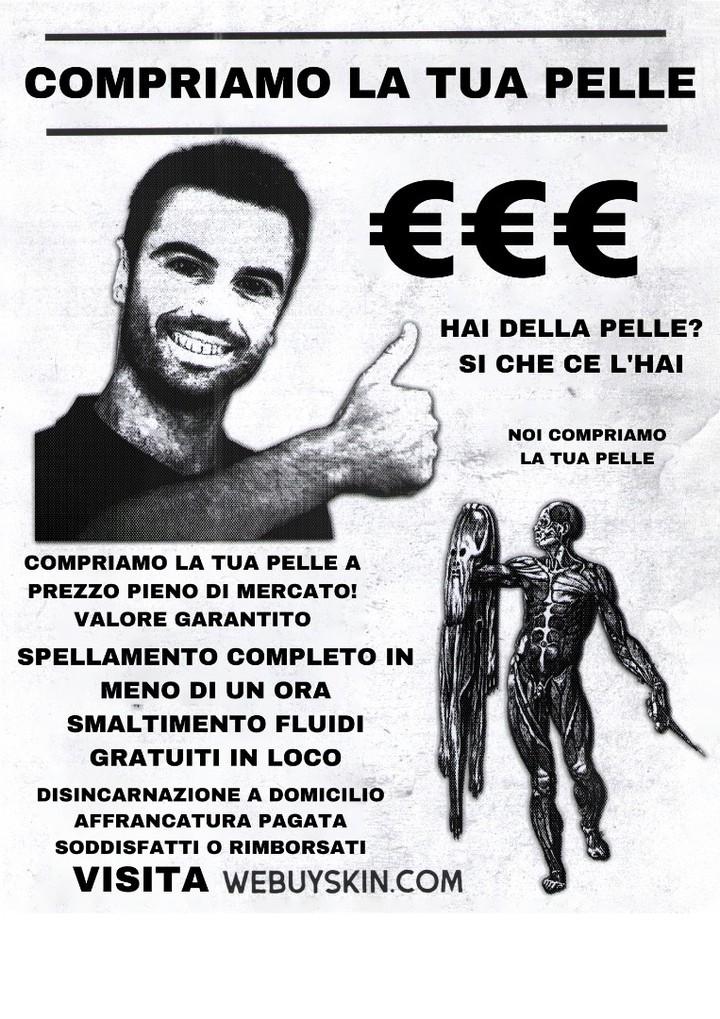 COMPRIAMO LA TUA PELLE
€€€
HAI DELLA PELLE?
SI CHE CE L'HAI
NOI COMPRIAMO
LA TUA PELLE
COMPRIAMO LA TUA PELLE A
PREZZO PIENO DI MERCATO!
VALORE GARANTITO
SPELLAMENTO COMPLETO IN
MENO DI UN ORA
SMALTIMENTO FLUIDI
GRATUITI IN LOCO
DISINCARNAZIONE A DOMICILIO
AFFRANCATURA PAGATA
SODDISFATTI O RIMBORSATI
VISITA WEBUYSKIN.COM